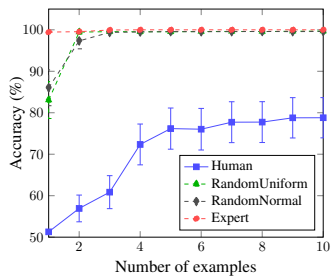 100
90
80
70
60
50
Accuracy (%)
Human
RandomUniform
RandomNormal
Expert
2 4 6 8 10
Number of examples